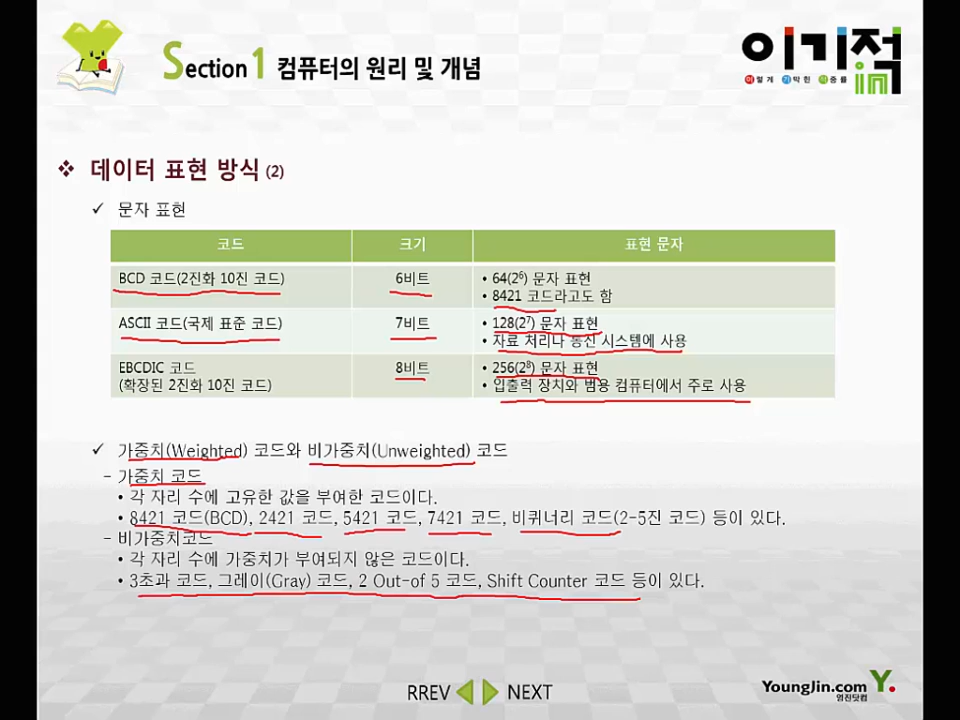 Section 1 컴퓨터의 원리 및 개념
이기적in
이렇게 기막힌 적중률
❖ 데이터 표현 방식 (2)
✓ 문자 표현
코드 크기 표현 문자
BCD 코드(2진화 10진 코드) 6비트 • 64(2⁶) 문자 표현
• 8421 코드라고도 함
ASCII 코드(국제 표준 코드) 7비트 • 128(2⁷) 문자 표현
• 자료 처리나 통신 시스템에 사용
EBCDIC 코드 8비트 • 256(2⁸) 문자 표현
(확장된 2진화 10진 코드) • 입출력 장치와 범용 컴퓨터에서 주로 사용
✓ 가중치(Weighted) 코드와 비가중치(Unweighted) 코드
- 가중치 코드
• 각 자리 수에 고유한 값을 부여한 코드이다.
• 8421 코드(BCD), 2421 코드, 5421 코드, 7421 코드, 비퀴너리 코드(2-5진 코드) 등이 있다.
- 비가중치코드
• 각 자리 수에 가중치가 부여되지 않은 코드이다.
• 3초과 코드, 그레이(Gray) 코드, 2 Out-of 5 코드, Shift Counter 코드 등이 있다.
RREV NEXT
YoungJin.com Y.
영진닷컴